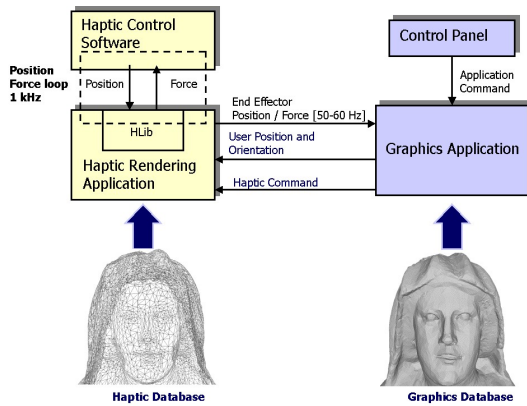 Haptic Control
Software
Control Panel
Position
Force loop
1 kHz
Position
Force
Application
Command
End Effector
Position / Force [50-60 Hz]
HLib
User Position and
Orientation
Graphics Application
Haptic Rendering
Application
Haptic Command
Haptic Database
Graphics Database